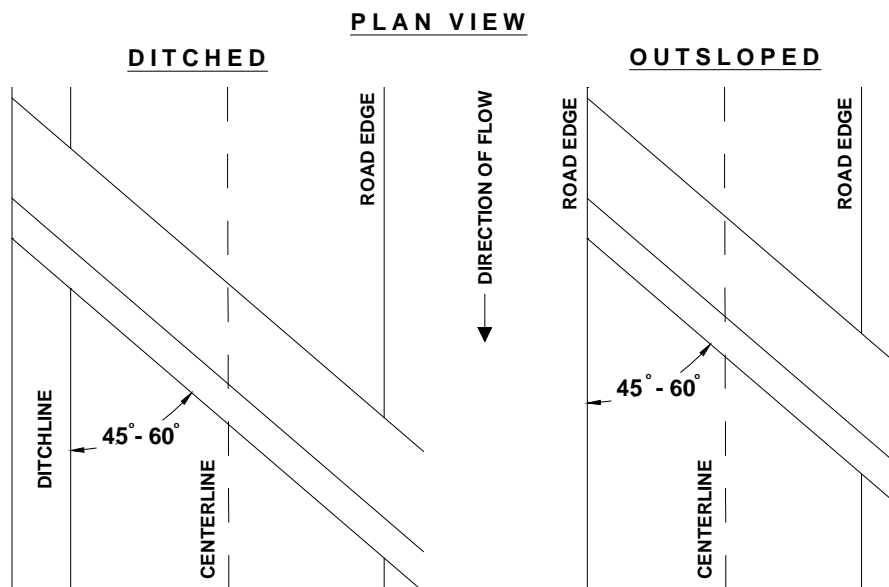 PLAN VIEW
DITCHED
OUTSLOPED
ROAD EDGE
DIRECTION OF FLOW
ROAD EDGE
ROAD EDGE
45°- 60°
45°- 60°
DITCHLINE
CENTERLINE
CENTERLINE